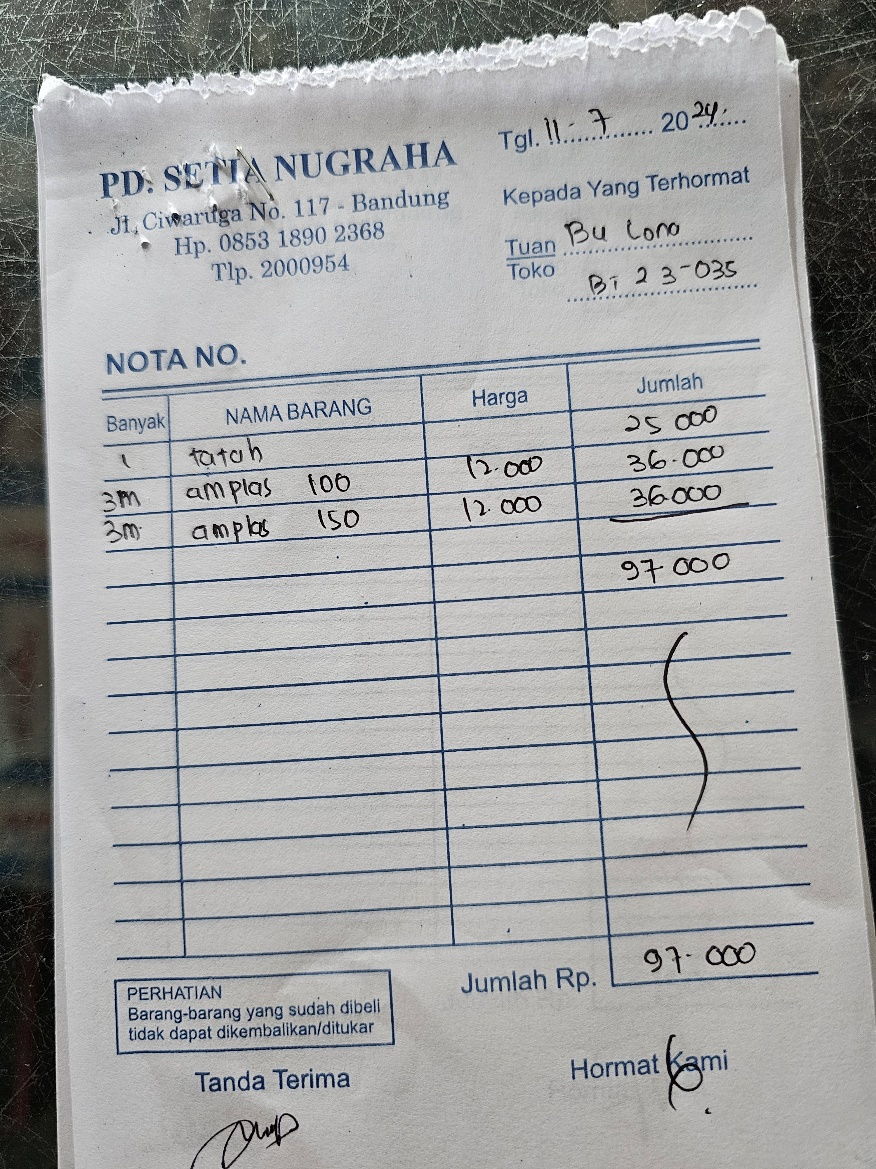 PD. SETIA NUGRAHA
Jl. Ciwaruga No. 117 - Bandung
Hp. 0853 1890 2368
Tlp. 2000954
Tgl. 11 - 7 2024.
Kepada Yang Terhormat
Tuan Bu Lono
Toko
BT 23-035
NOTA NO.
Banyak NAMA BARANG Harga Jumlah
1 tatah 25 000
3m amplas 100 12.000 36.000
3m. amplas 150 12.000 36.000
97 000
Jumlah Rp. 97.000
PERHATIAN
Barang-barang yang sudah dibeli
tidak dapat dikembalikan/ditukar
Tanda Terima
Hormat Kami